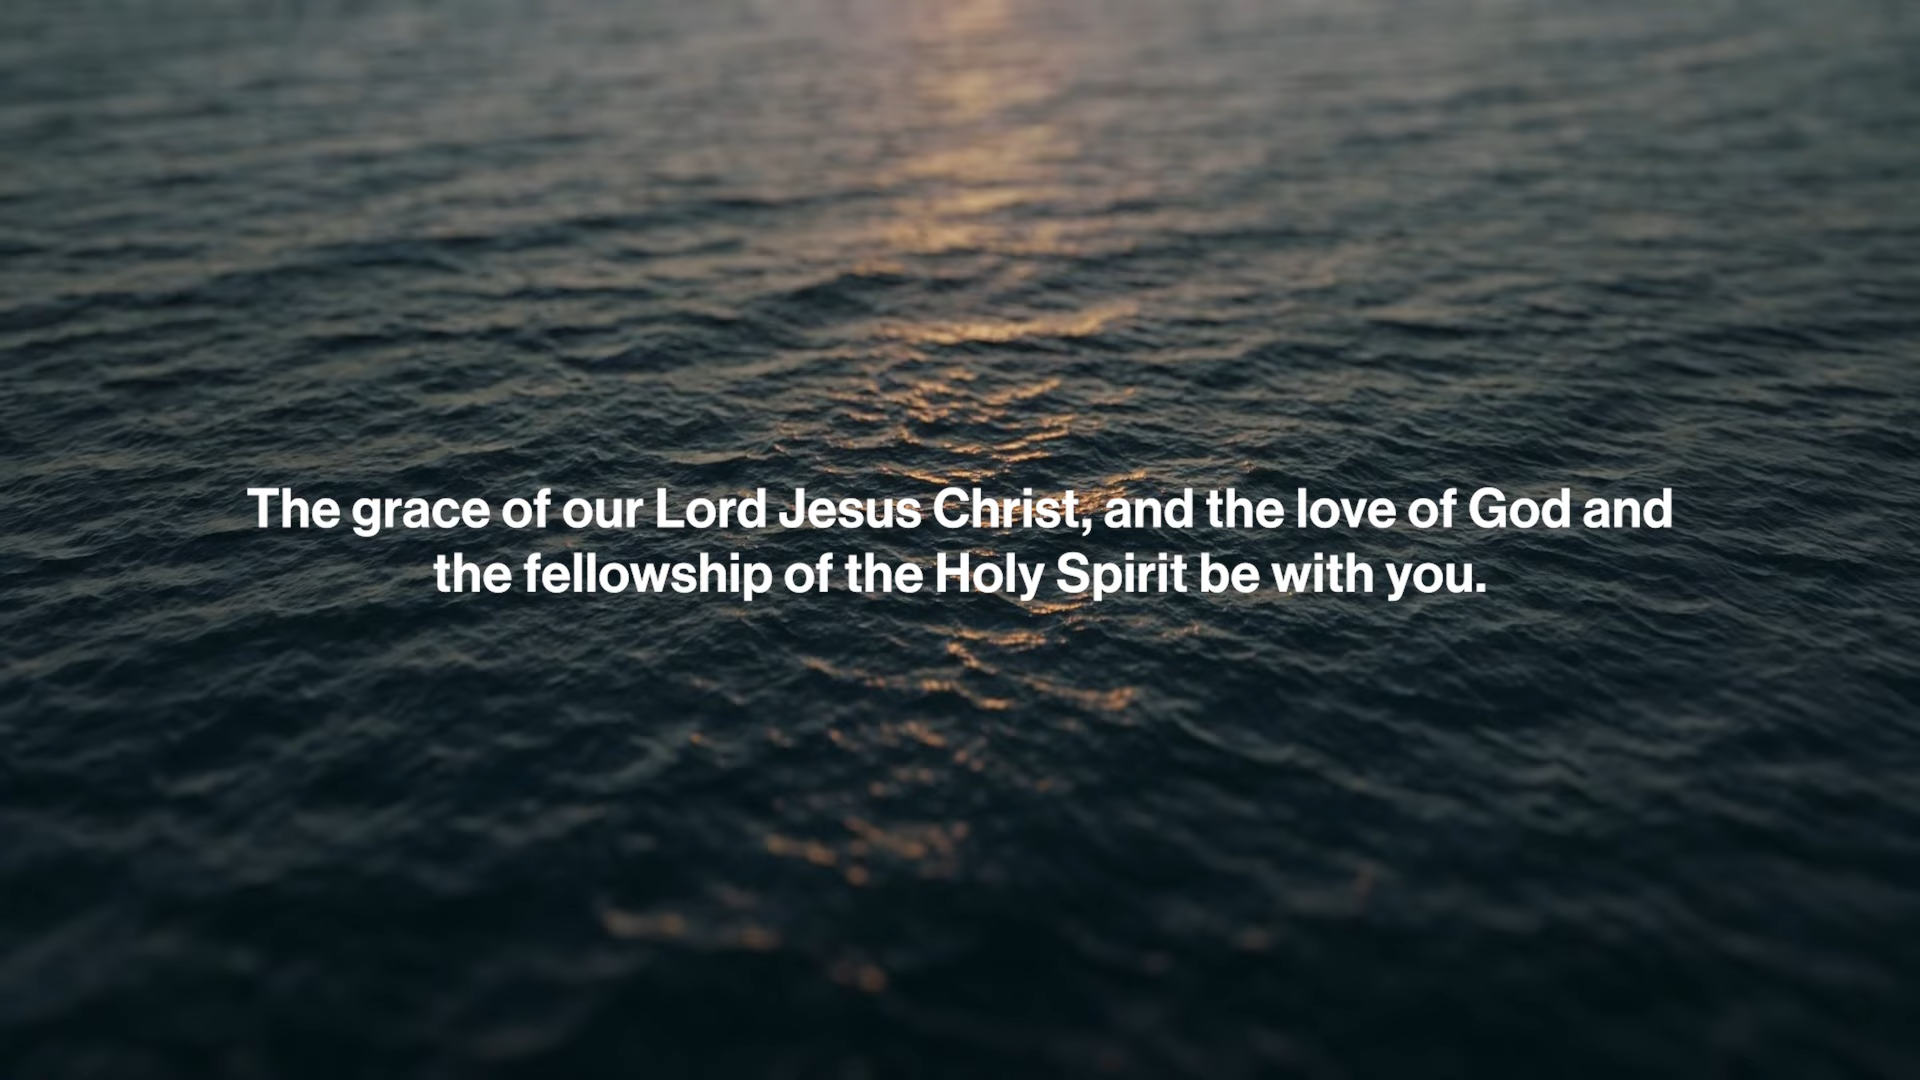 The grace of our Lord Jesus Christ, and the love of God and
the fellowship of the Holy Spirit be with you.